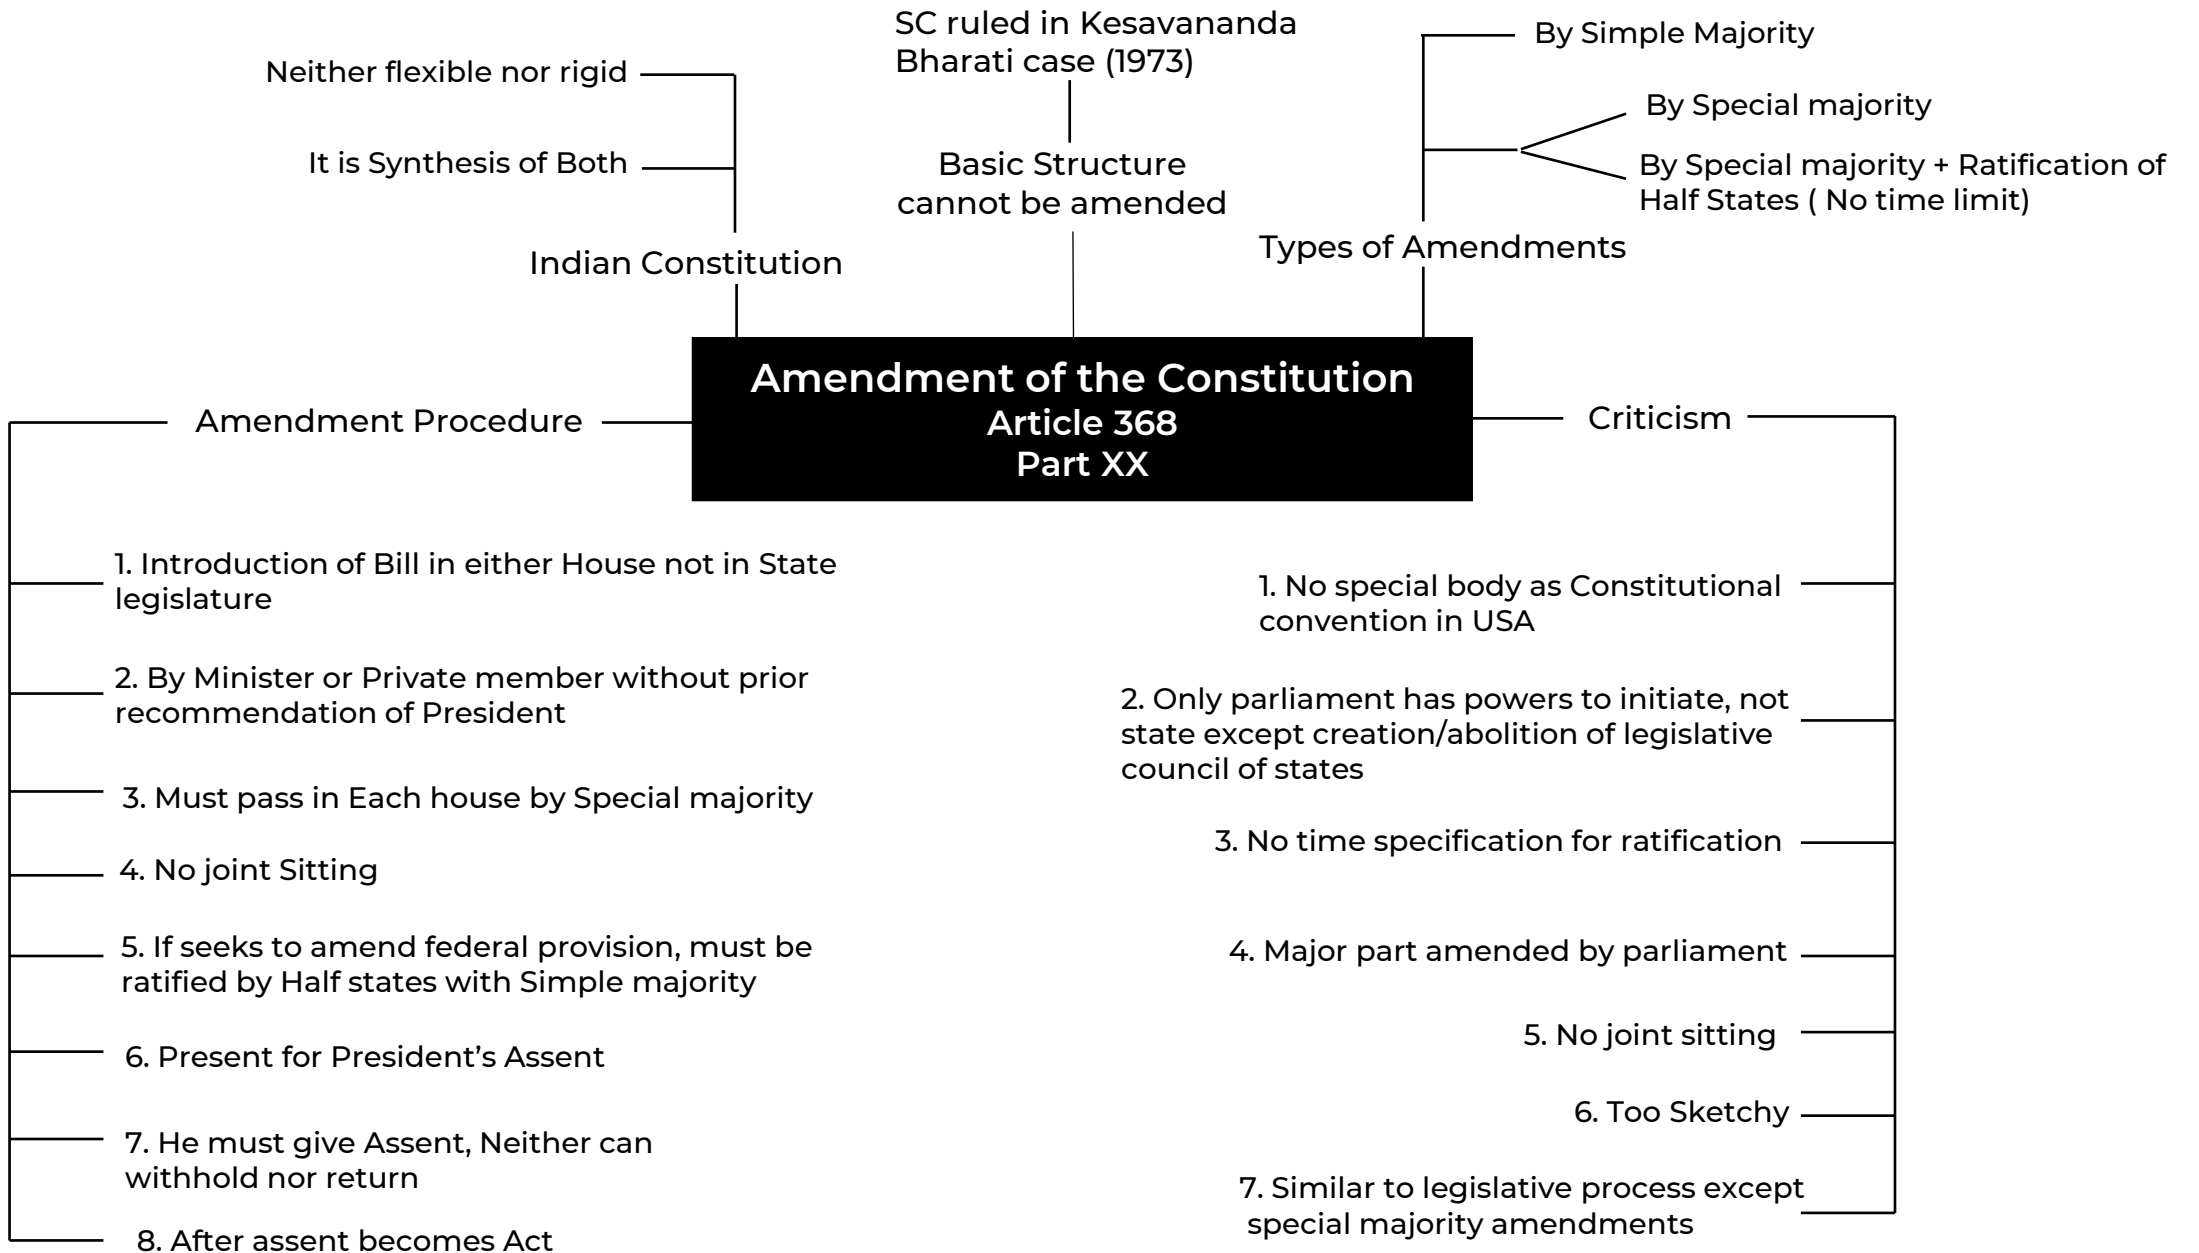 SC ruled in Kesavananda
Bharati case (1973)
Basic Structure
cannot be amended
Neither flexible nor rigid
It is Synthesis of Both
Indian Constitution
By Simple Majority
By Special majority
By Special majority + Ratification of
Half States ( No time limit)
Types of Amendments
Amendment of the Constitution
Article 368
Part XX
Amendment Procedure
1. Introduction of Bill in either House not in State
legislature
2. By Minister or Private member without prior
recommendation of President
3. Must pass in Each house by Special majority
4. No joint Sitting
5. If seeks to amend federal provision, must be
ratified by Half states with Simple majority
6. Present for President’s Assent
7. He must give Assent, Neither can
withhold nor return
8. After assent becomes Act
Criticism
1. No special body as Constitutional
convention in USA
2. Only parliament has powers to initiate, not
state except creation/abolition of legislative
council of states
3. No time specification for ratification
4. Major part amended by parliament
5. No joint sitting
6. Too Sketchy
7. Similar to legislative process except
special majority amendments